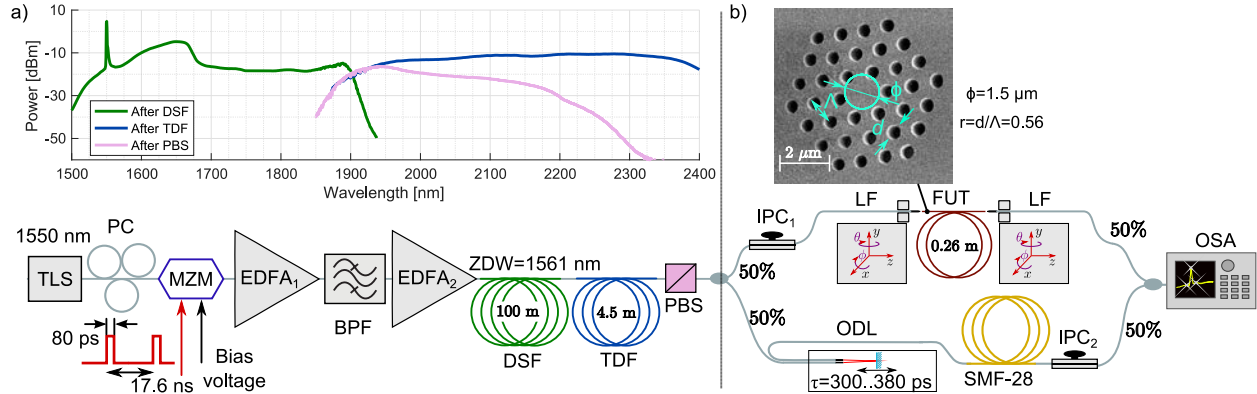 a)
Power [dBm]
10
-10
-30
-50
After DSF
After TDF
After PBS
1500 1600 1700 1800 1900 2000 2100 2200 2300 2400
Wavelength [nm]
1550 nm
PC
TLS
MZM
EDFA1
BPF
EDFA2
ZDW=1561 nm
100 m
DSF
4.5 m
TDF
PBS
80 ps
17.6 ns
Bias
voltage
b)
Λ
ϕ
d
2 μm
ϕ=1.5 μm
r=d/Λ=0.56
LF
FUT
LF
IPC1
0.26 m
θ
y
ϕ
z
x
θ
y
ϕ
z
x
50%
50%
50%
50%
OSA
ODL
τ=300..380 ps
SMF-28
IPC2